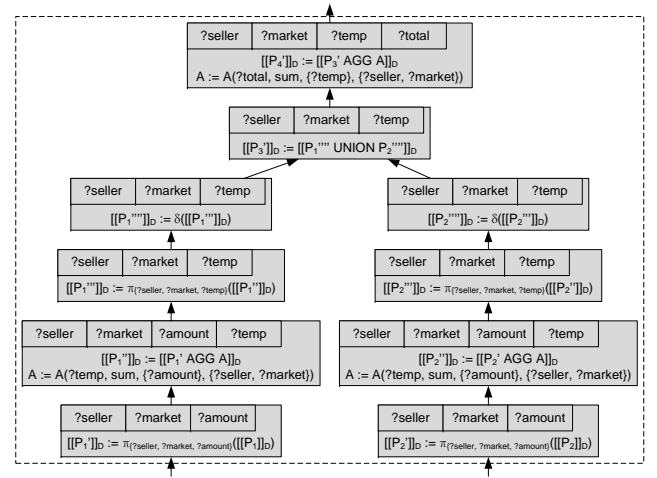 ?seller ?market ?temp ?total
[[P4']]D := [[P3' AGG A]]D
A := A(?total, sum, {?temp}, {?seller, ?market})
?seller ?market ?temp
[[P3']]D := [[P1'''' UNION P2'''']]D
?seller ?market ?temp
[[P1'''']]D := δ([[P1''']]D)
?seller ?market ?temp
[[P2'''']]D := δ([[P2''']]D)
?seller ?market ?temp
[[P1''']]D := π{?seller, ?market, ?temp}([[P1'']]D)
?seller ?market ?temp
[[P2''']]D := π{?seller, ?market, ?temp}([[P2'']]D)
?seller ?market ?amount ?temp
[[P1'']]D := [[P1' AGG A]]D
A := A(?temp, sum, {?amount}, {?seller, ?market})
?seller ?market ?amount ?temp
[[P2'']]D := [[P2' AGG A]]D
A := A(?temp, sum, {?amount}, {?seller, ?market})
?seller ?market ?amount
[[P1']]D := π{?seller, ?market, ?amount}([[P1]]D)
?seller ?market ?amount
[[P2']]D := π{?seller, ?market, ?amount}([[P2]]D)